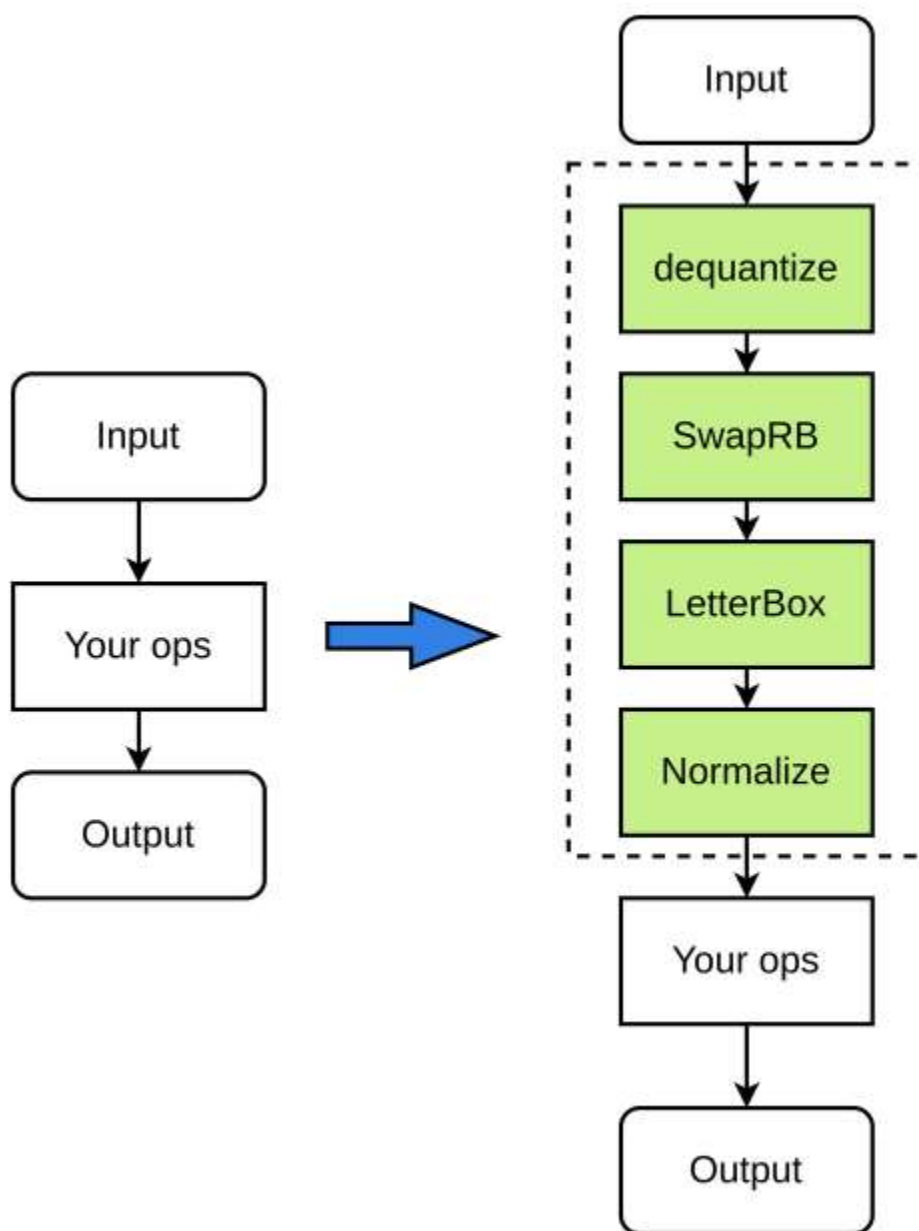 Input
Your ops
Output
Input
dequantize
SwapRB
LetterBox
Normalize
Your ops
Output